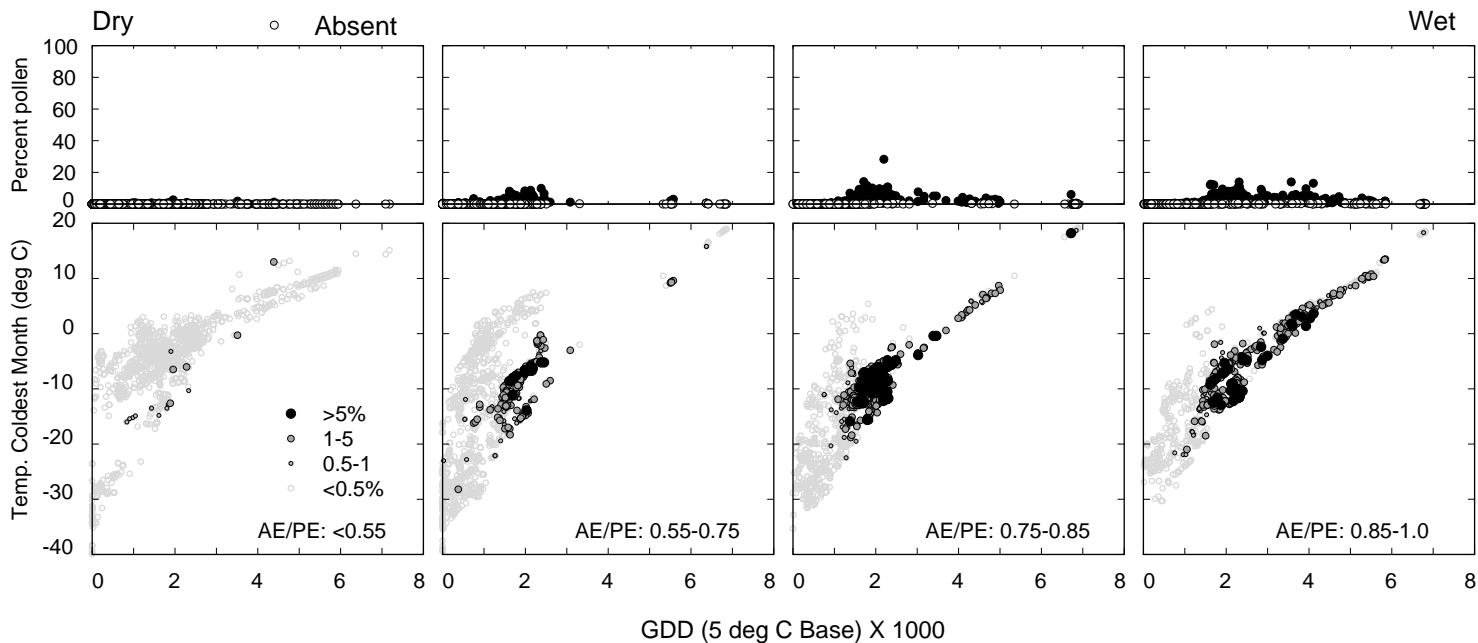 Dry
Absent
Wet
Percent pollen
100
80
60
40
20
0
Temp. Coldest Month (deg C)
20
10
0
-10
-20
-30
-40
>5%
1-5
0.5-1
<0.5%
AE/PE: <0.55
AE/PE: 0.55-0.75
AE/PE: 0.75-0.85
AE/PE: 0.85-1.0
0 2 4 6 8
0 2 4 6 8
0 2 4 6 8
0 2 4 6 8
GDD (5 deg C Base) X 1000